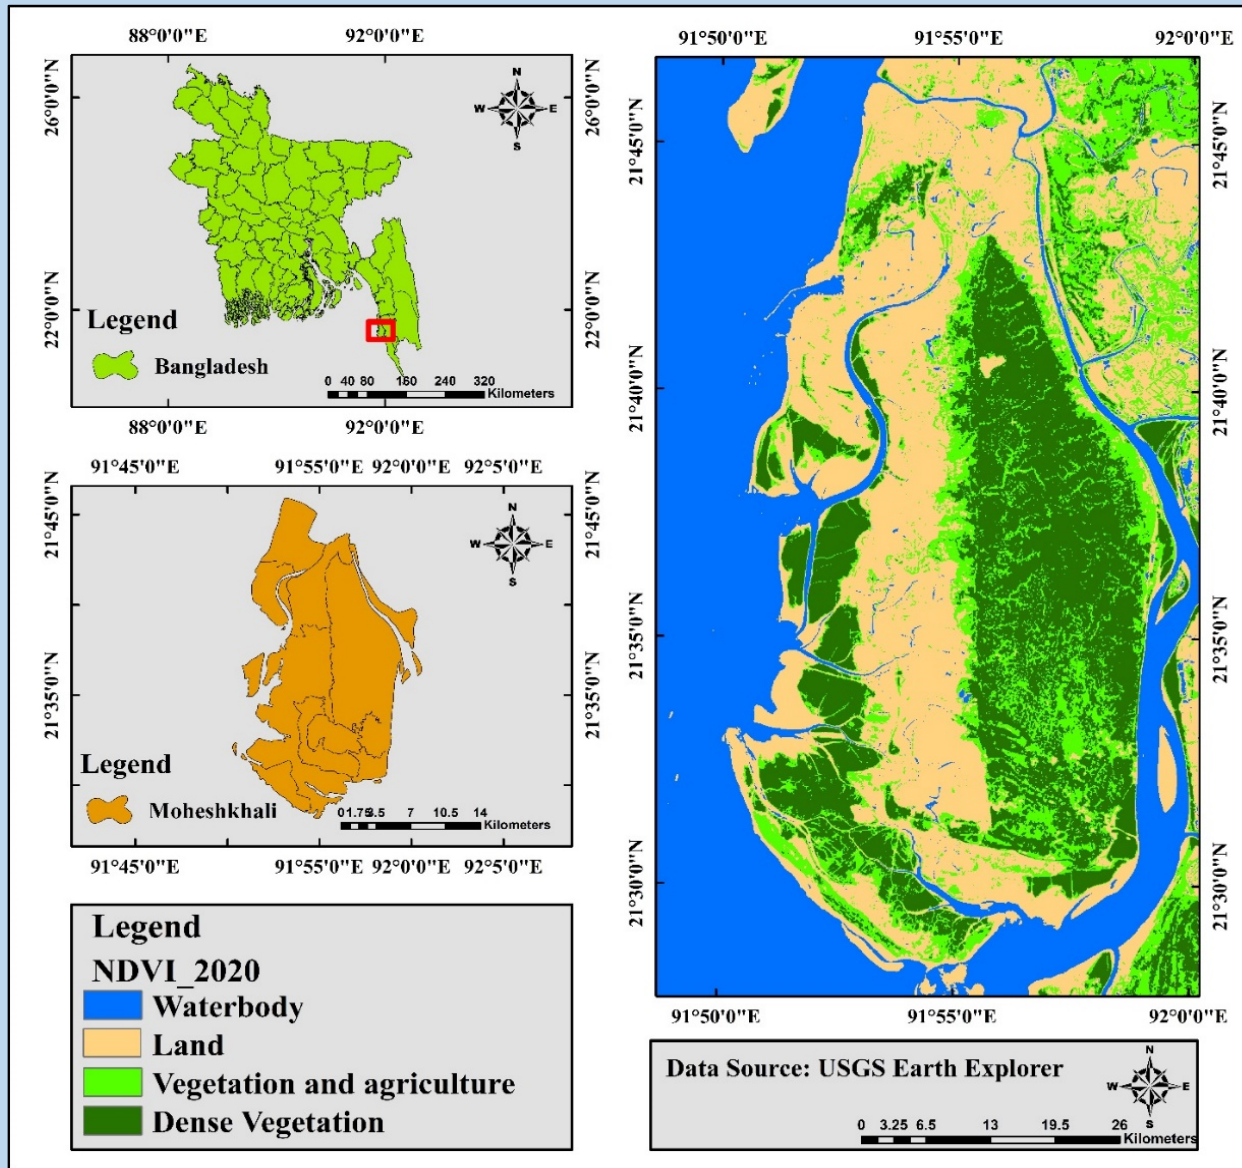 88°0'0"E 92°0'0"E
26°0'0"N 26°0'0"N
N
W E
S
22°0'0"N 22°0'0"N
Legend
Bangladesh
0 40 80 160 240 320
Kilometers
88°0'0"E 92°0'0"E
91°45'0"E 91°55'0"E 92°0'0"E 92°5'0"E
21°45'0"N 21°45'0"N
N
W E
S
21°35'0"N 21°35'0"N
Legend
Moheshkhali
0 1.75 3.5 7 10.5 14
Kilometers
91°45'0"E 91°55'0"E 92°0'0"E 92°5'0"E
Legend
NDVI_2020
Waterbody
Land
Vegetation and agriculture
Dense Vegetation
91°50'0"E 91°55'0"E 92°0'0"E
21°45'0"N 21°45'0"N
21°40'0"N 21°40'0"N
21°35'0"N 21°35'0"N
21°30'0"N 21°30'0"N
91°50'0"E 91°55'0"E 92°0'0"E
Data Source: USGS Earth Explorer
N
W E
S
0 3.25 6.5 13 19.5 26
Kilometers